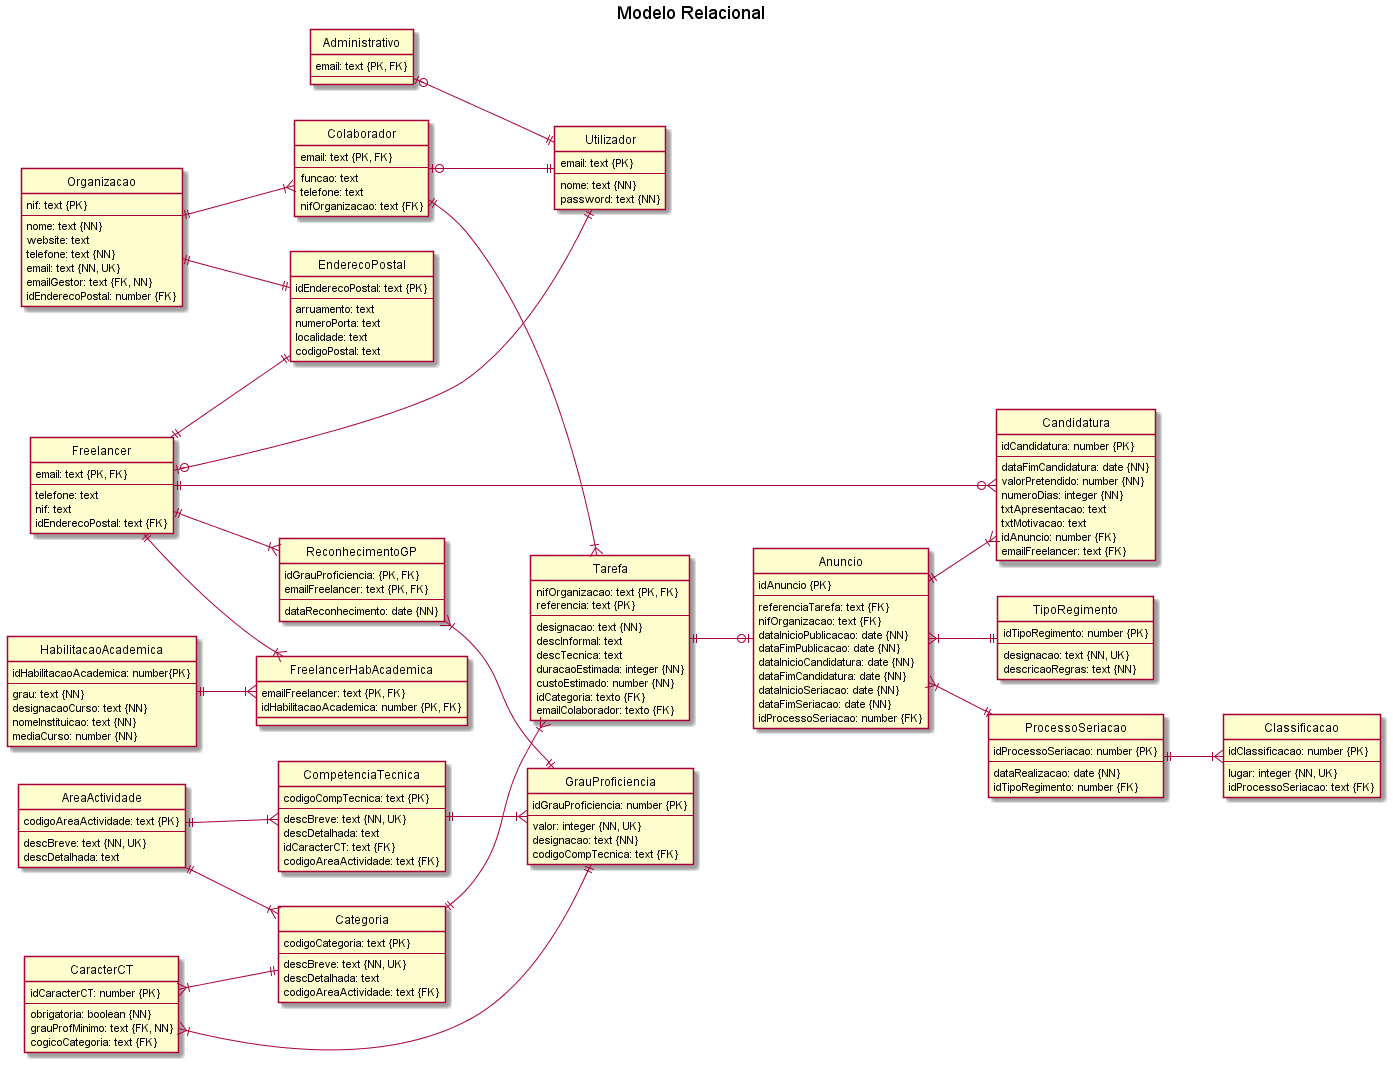 Modelo Relacional
Administrativo
email: text {PK, FK}
Colaborador
email: text {PK, FK}
funcao: text
telefone: text
nifOrganizacao: text {FK}
Utilizador
email: text {PK}
nome: text {NN}
password: text {NN}
Organizacao
nif: text {PK}
nome: text {NN}
website: text
telefone: text {NN}
email: text {NN, UK}
emailGestor: text {FK, NN}
idEnderecoPostal: number {FK}
EnderecoPostal
idEnderecoPostal: text {PK}
arruamento: text
numeroPorta: text
localidade: text
codigoPostal: text
Freelancer
email: text {PK, FK}
telefone: text
nif: text
idEnderecoPostal: text {FK}
Candidatura
idCandidatura: number {PK}
dataFimCandidatura: date {NN}
valorPretendido: number {NN}
numeroDias: integer {NN}
txtApresentacao: text
txtMotivacao: text
idAnuncio: number {FK}
emailFreelancer: text {FK}
ReconhecimentoGP
idGrauProficiencia: {PK, FK}
emailFreelancer: text {PK, FK}
dataReconhecimento: date {NN}
Tarefa
nifOrganizacao: text {PK, FK}
referencia: text {PK}
designacao: text {NN}
descInformal: text
descTecnica: text
duracaoEstimada: integer {NN}
custoEstimado: number {NN}
idCategoria: texto {FK}
emailColaborador: texto {FK}
Anuncio
idAnuncio {PK}
referenciaTarefa: text {FK}
nifOrganizacao: text {FK}
dataInicioPublicacao: date {NN}
dataFimPublicacao: date {NN}
dataInicioCandidatura: date {NN}
dataFimCandidatura: date {NN}
dataInicioSeriacao: date {NN}
dataFimSeriacao: date {NN}
idProcessoSeriacao: number {FK}
TipoRegimento
idTipoRegimento: number {PK}
designacao: text {NN, UK}
descricaoRegras: text {NN}
HabilitacaoAcademica
idHabilitacaoAcademica: number{PK}
grau: text {NN}
designacaoCurso: text {NN}
nomeInstituicao: text {NN}
mediaCurso: number {NN}
FreelancerHabAcademica
emailFreelancer: text {PK, FK}
idHabilitacaoAcademica: number {PK, FK}
ProcessoSeriacao
idProcessoSeriacao: number {PK}
dataRealizacao: date {NN}
idTipoRegimento: number {FK}
Classificacao
idClassificacao: number {PK}
lugar: integer {NN, UK}
idProcessoSeriacao: text {FK}
AreaActividade
codigoAreaActividade: text {PK}
descBreve: text {NN, UK}
descDetalhada: text
CompetenciaTecnica
codigoCompTecnica: text {PK}
descBreve: text {NN, UK}
descDetalhada: text
idCaracterCT: text {FK}
codigoAreaActividade: text {FK}
GrauProficiencia
idGrauProficiencia: number {PK}
valor: integer {NN, UK}
designacao: text {NN}
codigoCompTecnica: text {FK}
Categoria
codigoCategoria: text {PK}
descBreve: text {NN, UK}
descDetalhada: text
codigoAreaActividade: text {FK}
CaracterCT
idCaracterCT: number {PK}
obrigatoria: boolean {NN}
grauProfMinimo: text {FK, NN}
cogicoCategoria: text {FK}